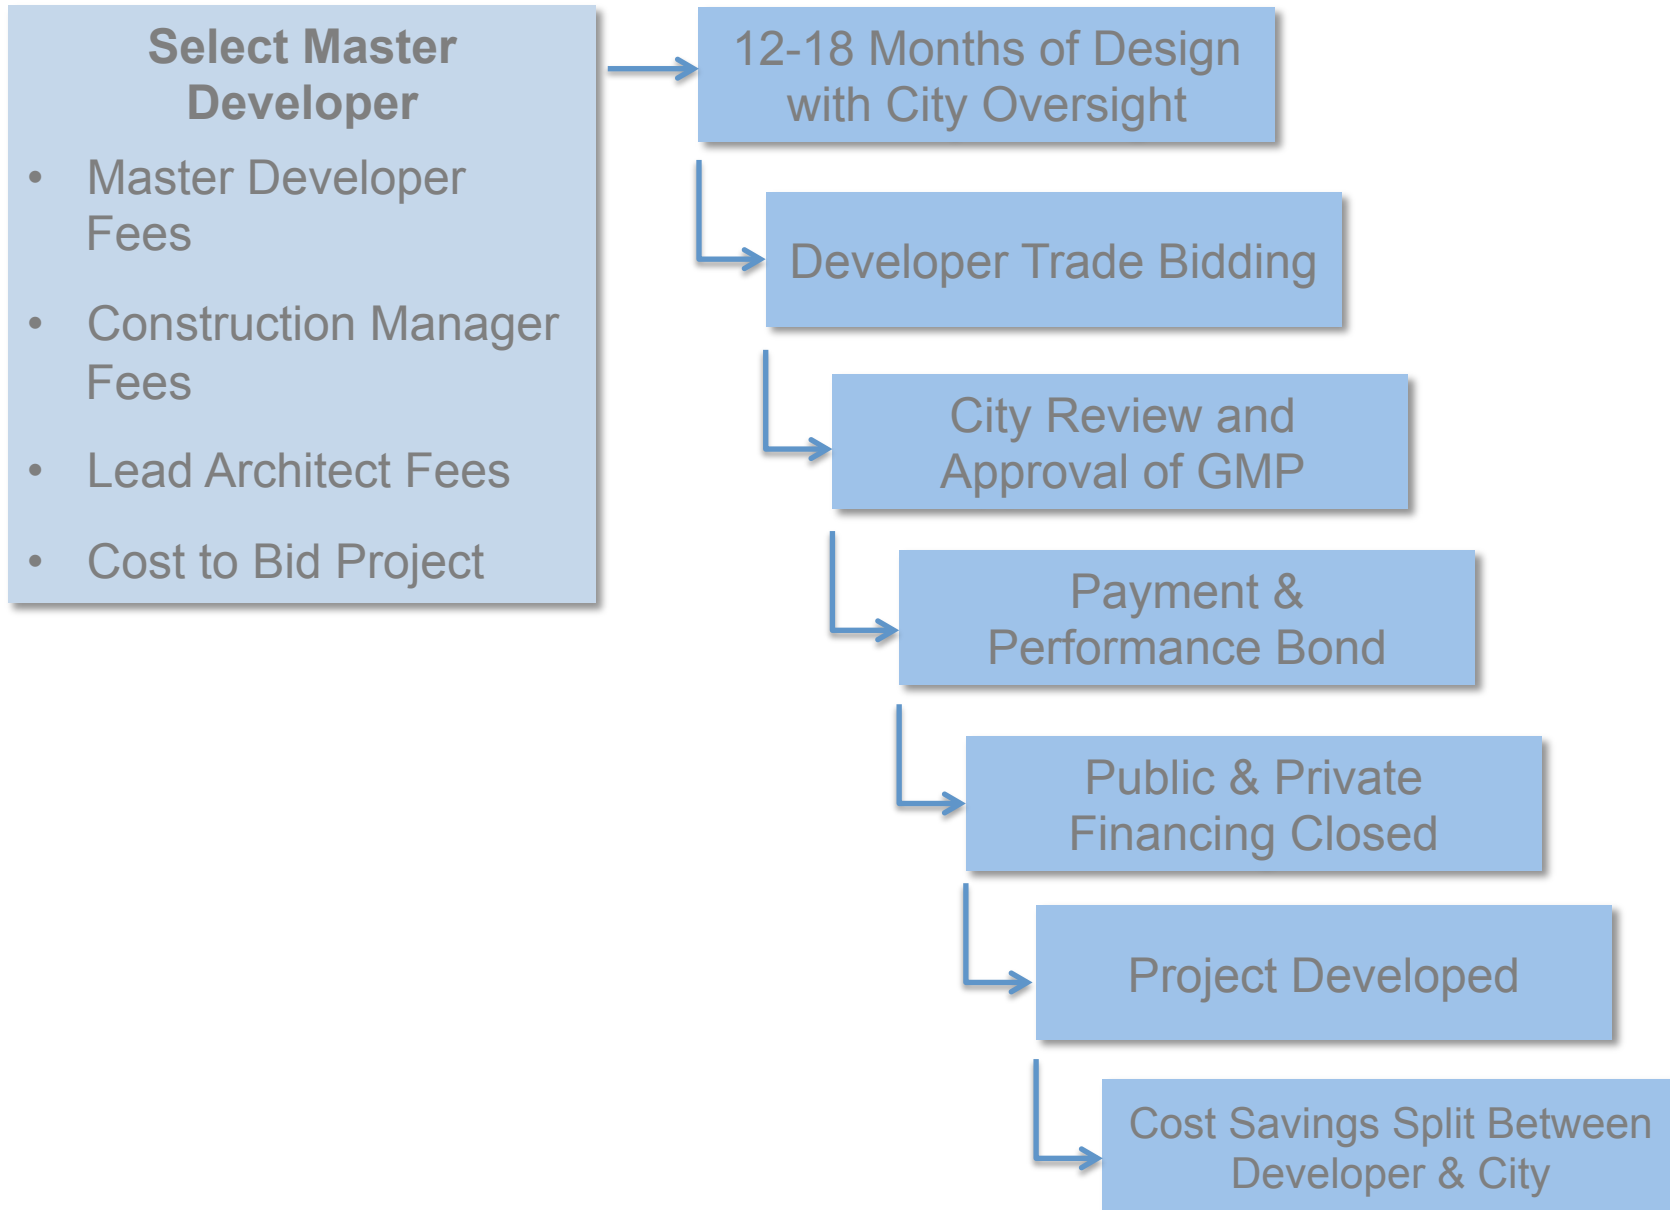 Select Master
Developer
• Master Developer
Fees
• Construction Manager
Fees
• Lead Architect Fees
• Cost to Bid Project
12-18 Months of Design
with City Oversight
Developer Trade Bidding
City Review and
Approval of GMP
Payment &
Performance Bond
Public & Private
Financing Closed
Project Developed
Cost Savings Split Between
Developer & City